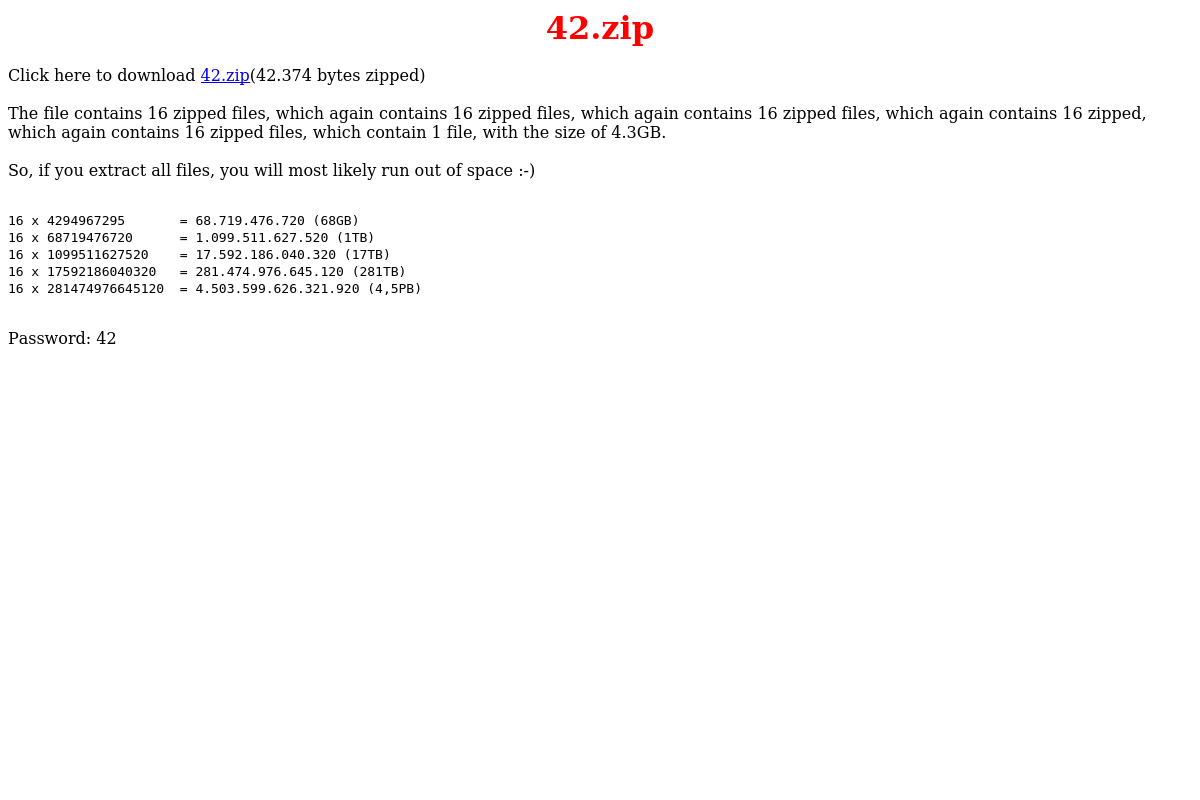 42.zip
Click here to download 42.zip(42.374 bytes zipped)
The file contains 16 zipped files, which again contains 16 zipped files, which again contains 16 zipped files, which again contains 16 zipped,
which again contains 16 zipped files, which contain 1 file, with the size of 4.3GB.
So, if you extract all files, you will most likely run out of space :-)
16 x 4294967295       = 68.719.476.720 (68GB)
16 x 68719476720      = 1.099.511.627.520 (1TB)
16 x 1099511627520    = 17.592.186.040.320 (17TB)
16 x 17592186040320   = 281.474.976.645.120 (281TB)
16 x 281474976645120  = 4.503.599.626.321.920 (4,5PB)
Password: 42